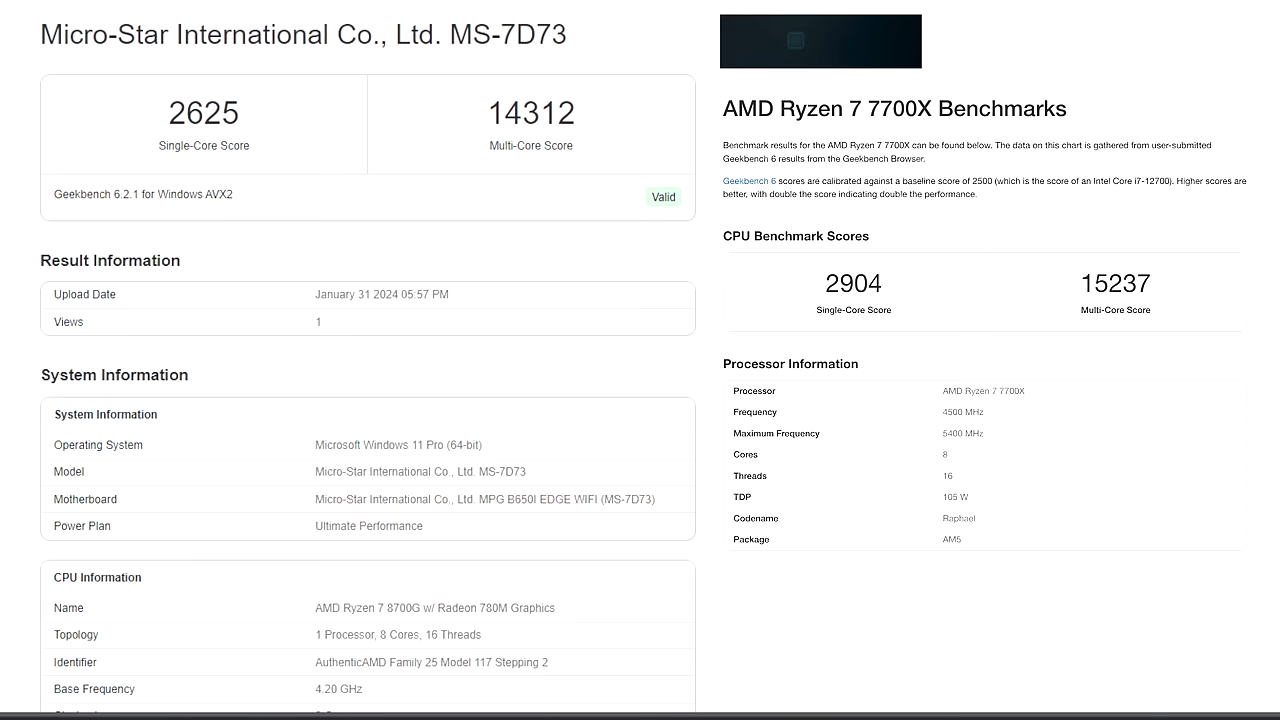 Micro-Star International Co., Ltd. MS-7D73
2625
Single-Core Score
14312
Multi-Core Score
Geekbench 6.2.1 for Windows AVX2
Valid
Result Information
Upload Date January 31 2024 05:57 PM
Views 1
System Information
System Information
Operating System Microsoft Windows 11 Pro (64-bit)
Model Micro-Star International Co., Ltd. MS-7D73
Motherboard Micro-Star International Co., Ltd. MPG B650I EDGE WIFI (MS-7D73)
Power Plan Ultimate Performance
CPU Information
Name AMD Ryzen 7 8700G w/ Radeon 780M Graphics
Topology 1 Processor, 8 Cores, 16 Threads
Identifier AuthenticAMD Family 25 Model 117 Stepping 2
Base Frequency 4.20 GHz
AMD Ryzen 7 7700X Benchmarks
Benchmark results for the AMD Ryzen 7 7700X can be found below. The data on this chart is gathered from user-submitted
Geekbench 6 results from the Geekbench Browser.
Geekbench 6 scores are calibrated against a baseline score of 2500 (which is the score of an Intel Core i7-12700). Higher scores are
better, with double the score indicating double the performance.
CPU Benchmark Scores
2904
Single-Core Score
15237
Multi-Core Score
Processor Information
Processor AMD Ryzen 7 7700X
Frequency 4500 MHz
Maximum Frequency 5400 MHz
Cores 8
Threads 16
TDP 105 W
Codename Raphael
Package AM5